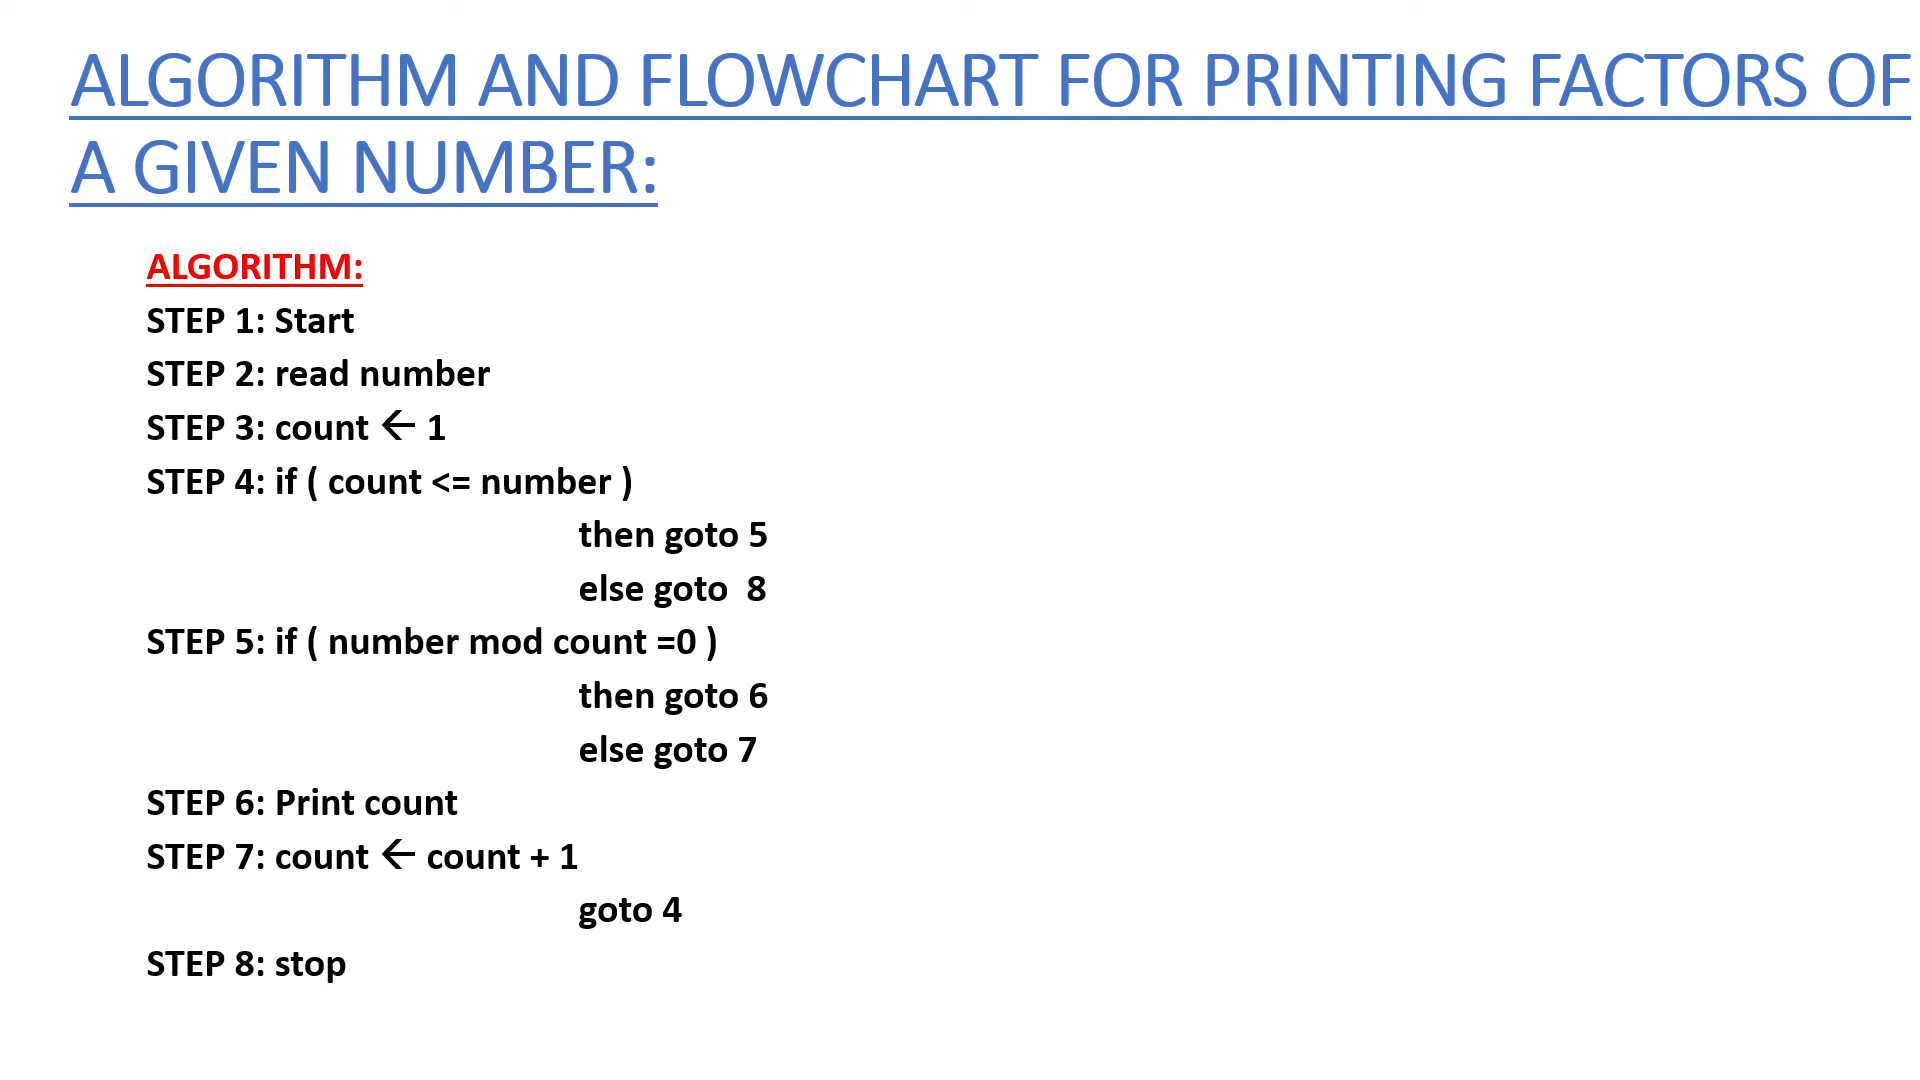 ALGORITHM AND FLOWCHART FOR PRINTING FACTORS OF
A GIVEN NUMBER:
ALGORITHM:
STEP 1: Start
STEP 2: read number
STEP 3: count ← 1
STEP 4: if ( count <= number )
then goto 5
else goto  8
STEP 5: if ( number mod count =0 )
then goto 6
else goto 7
STEP 6: Print count
STEP 7: count ← count + 1
goto 4
STEP 8: stop